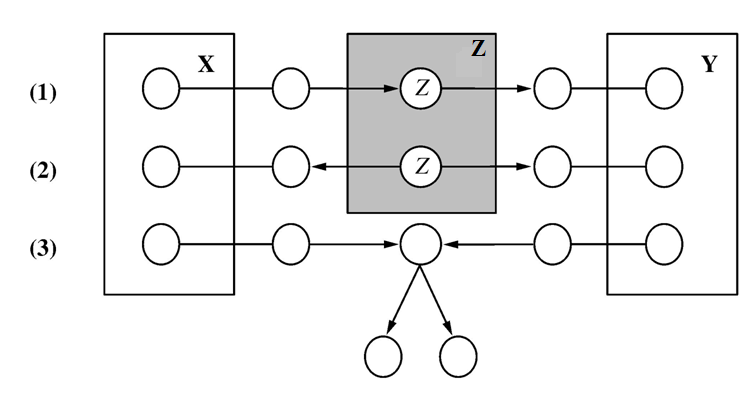 X Z Y
(1) Z
(2) Z
(3)